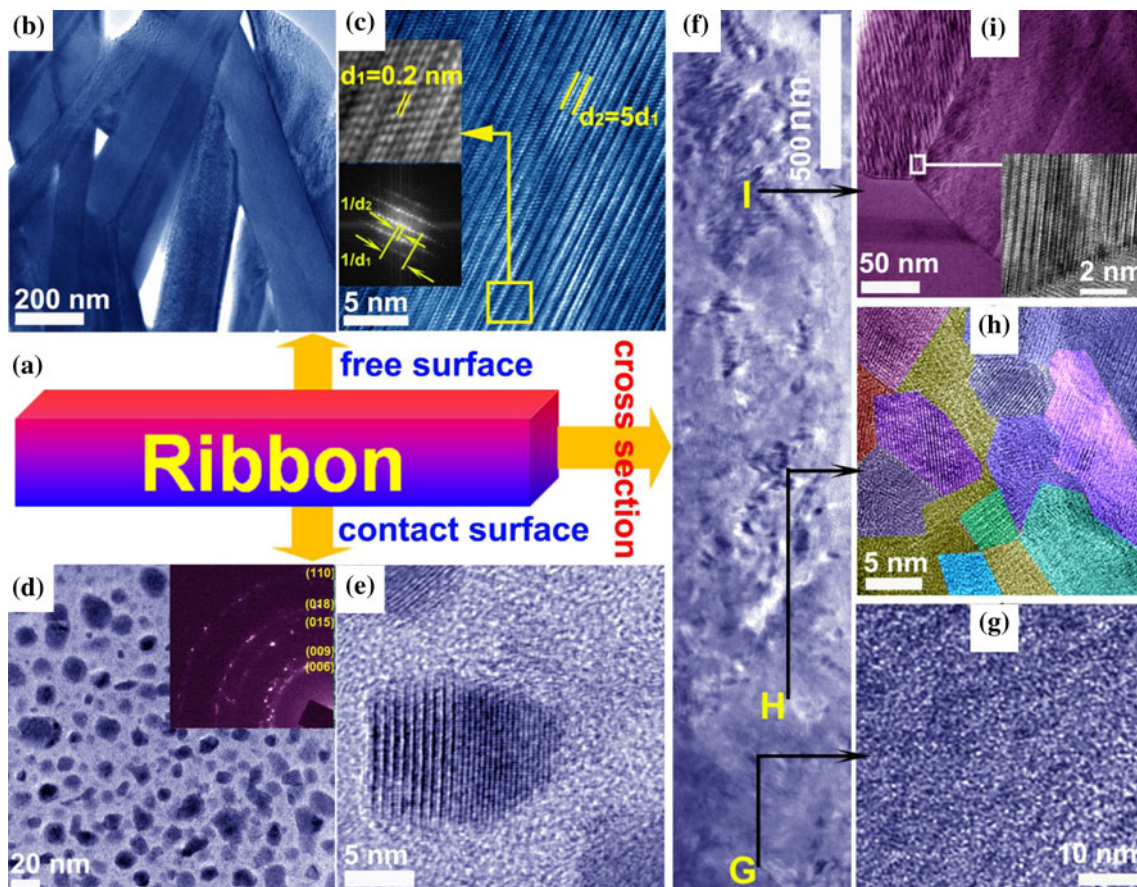 (b)
200 nm
(c)
d₁=0.2 nm
d₂=5d₁
1/d₂
1/d₁
5 nm
(f)
500 nm
I
H
G
(i)
50 nm
2 nm
(a)
free surface
Ribbon
contact surface
cross section
(h)
5 nm
(d)
(110)
(018)
(015)
(009)
(006)
20 nm
(e)
5 nm
(g)
10 nm